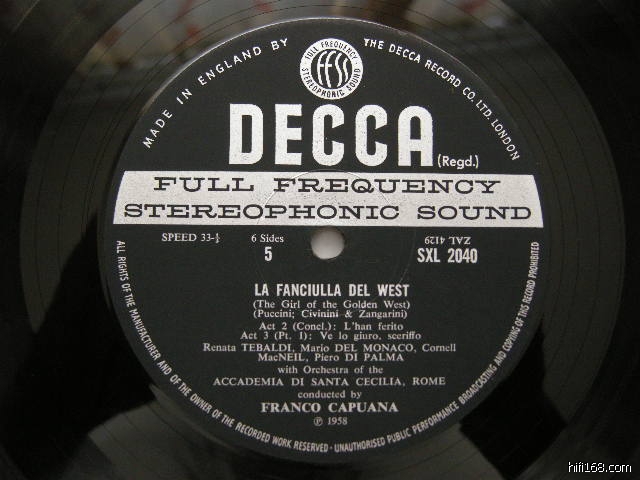 MADE IN ENGLAND BY
FULL FREQUENCY
ffss
STEREOPHONIC SOUND
THE DECCA RECORD CO. LTD. LONDON
DECCA (Regd.)
FULL FREQUENCY
STEREOPHONIC SOUND
SPEED 33-⅓
6 Sides
5
ZAL 4129
SXL 2040
LA FANCIULLA DEL WEST
(The Girl of the Golden West)
(Puccini; Civinini & Zangarini)
Act 2 (Concl.): L'han ferito
Act 3 (Pt. 1): Ve lo giuro, sceriffo
Renata TEBALDI, Mario DEL MONACO, Cornell
MacNEIL, Piero DI PALMA
with Orchestra of the
ACCADEMIA DI SANTA CECILIA, ROME
conducted by
FRANCO CAPUANA
℗ 1958
ALL RIGHTS OF THE MANUFACTURER AND OF THE OWNER OF THE RECORDED WORK RESERVED · UNAUTHORISED PUBLIC PERFORMANCE BROADCASTING AND COPYING OF THIS RECORD PROHIBITED
hifi168.com